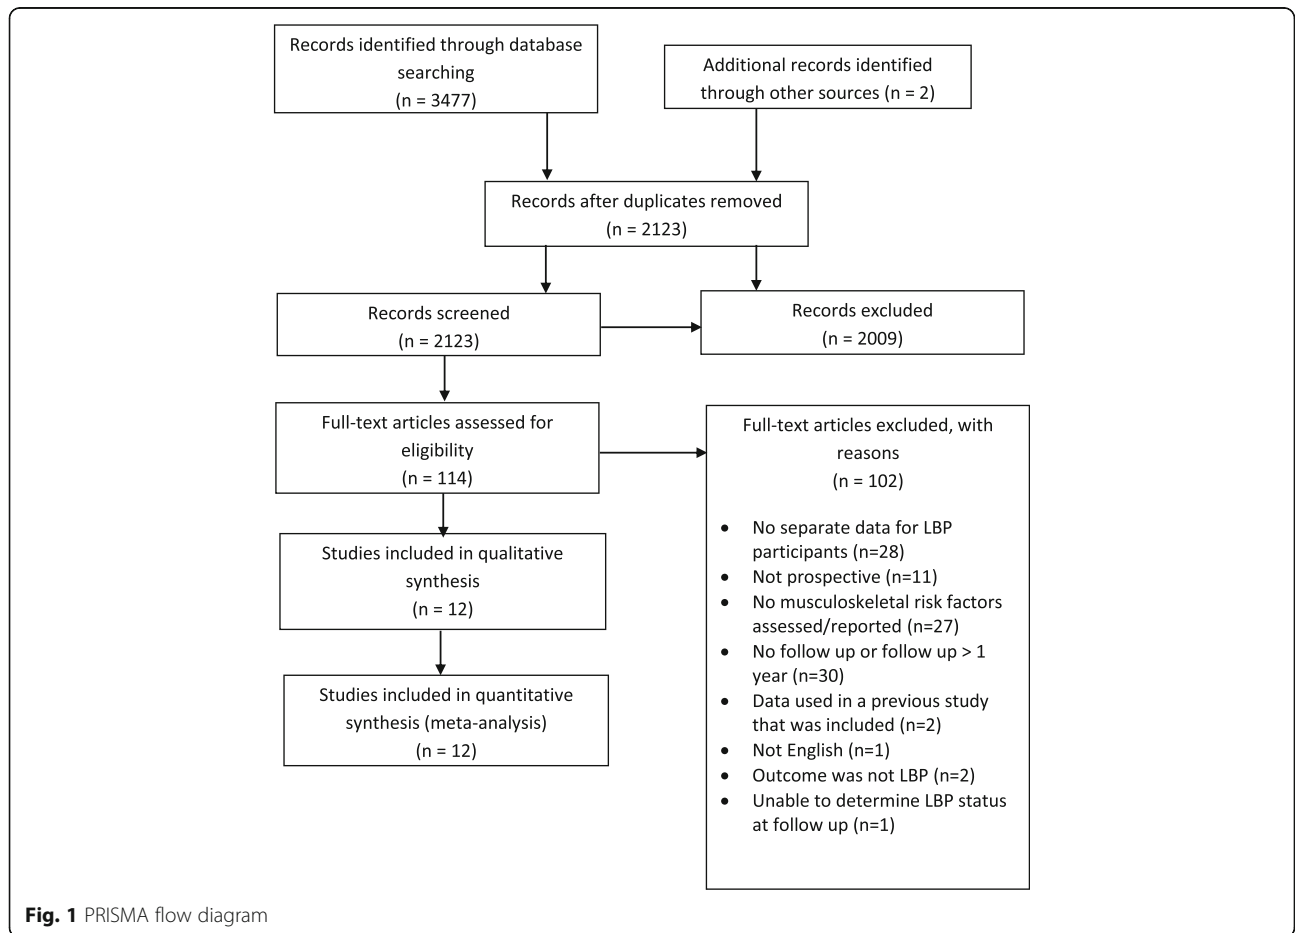 Records identified through database
searching
(n = 3477)
Additional records identified
through other sources (n = 2)
Records after duplicates removed
(n = 2123)
Records screened
(n = 2123)
Records excluded
(n = 2009)
Full-text articles assessed for
eligibility
(n = 114)
Full-text articles excluded, with
reasons
(n = 102)
• No separate data for LBP
participants (n=28)
• Not prospective (n=11)
• No musculoskeletal risk factors
assessed/reported (n=27)
• No follow up or follow up > 1
year (n=30)
• Data used in a previous study
that was included (n=2)
• Not English (n=1)
• Outcome was not LBP (n=2)
• Unable to determine LBP status
at follow up (n=1)
Studies included in qualitative
synthesis
(n = 12)
Studies included in quantitative
synthesis (meta-analysis)
(n = 12)
Fig. 1 PRISMA flow diagram